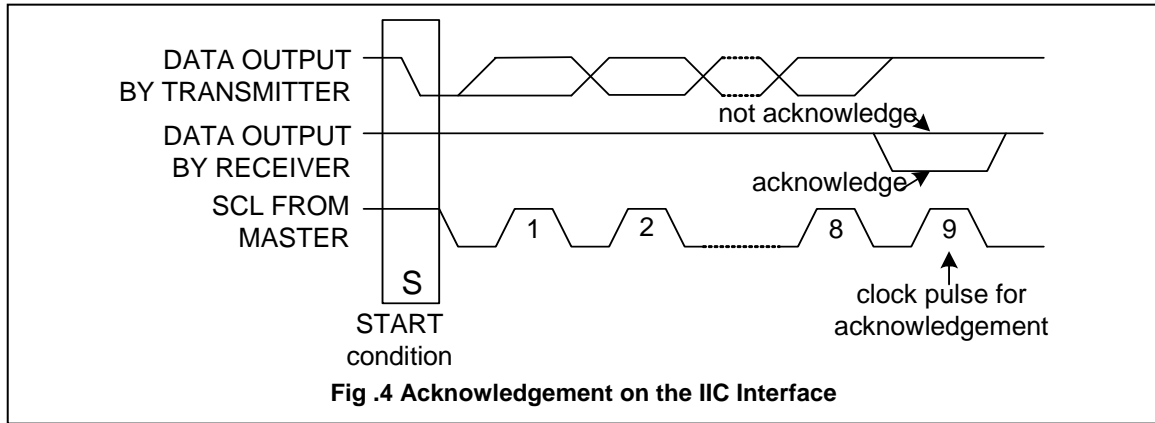 DATA OUTPUT
BY TRANSMITTER
not acknowledge
DATA OUTPUT
BY RECEIVER
acknowledge
SCL FROM
MASTER
1
2
8
9
S
START
condition
clock pulse for
acknowledgement
Fig .4 Acknowledgement on the IIC Interface